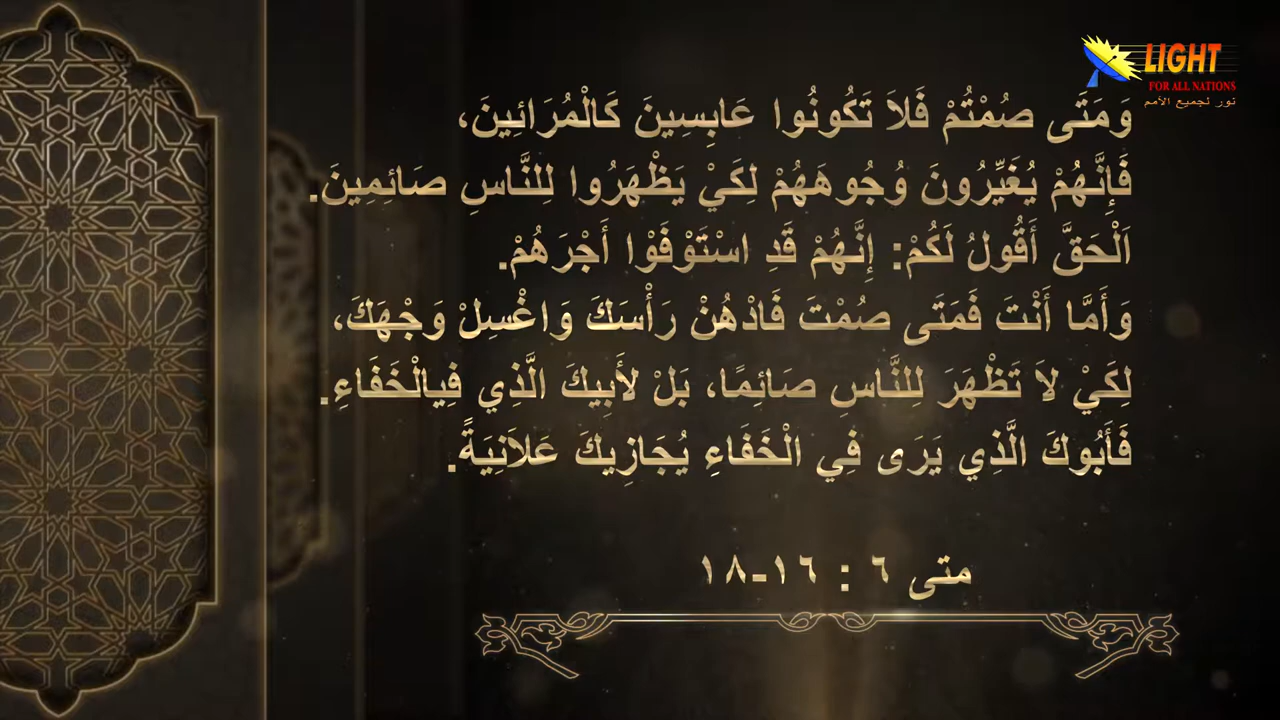 LIGHT
FOR ALL NATIONS
نور لجميع الأمم
وَمَتَى صُمْتُمْ فَلاَ تَكُونُوا عَابِسِينَ كَالْمُرَائِينَ،
فَإِنَّهُمْ يُغَيِّرُونَ وُجُوهَهُمْ لِكَيْ يَظْهَرُوا لِلنَّاسِ صَائِمِينَ.
اَلْحَقَّ أَقُولُ لَكُمْ: إِنَّهُمْ قَدِ اسْتَوْفَوْا أَجْرَهُمْ.
وَأَمَّا أَنْتَ فَمَتَى صُمْتَ فَادْهُنْ رَأْسَكَ وَاغْسِلْ وَجْهَكَ،
لِكَيْ لاَ تَظْهَرَ لِلنَّاسِ صَائِمًا، بَلْ لأَبِيكَ الَّذِي فِيالْخَفَاءِ.
فَأَبُوكَ الَّذِي يَرَى فِي الْخَفَاءِ يُجَازِيكَ عَلاَنِيَةً.
متى ٦ : ١٦-١٨